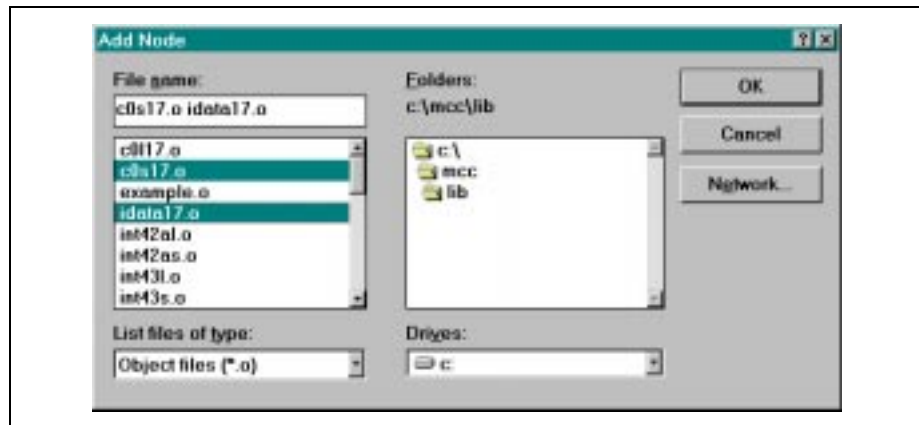 Add Node
File name:
c0s17.o idata17.o
c0l17.o
c0s17.o
example.o
idata17.o
int42al.o
int42as.o
int43l.o
int43s.o
List files of type:
Object files (*.o)
Folders:
c:\mcc\lib
c:\
mcc
lib
Drives:
c:
OK
Cancel
Network...